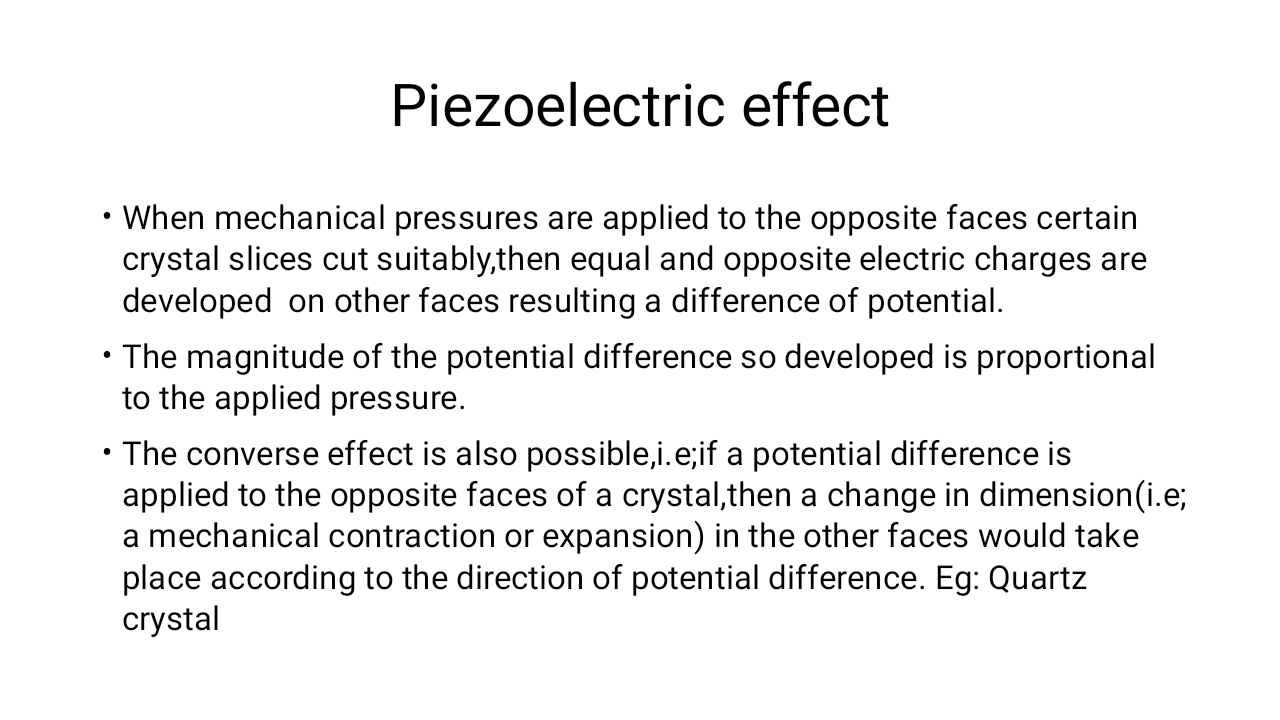 Piezoelectric effect
• When mechanical pressures are applied to the opposite faces certain
crystal slices cut suitably,then equal and opposite electric charges are
developed  on other faces resulting a difference of potential.
• The magnitude of the potential difference so developed is proportional
to the applied pressure.
• The converse effect is also possible,i.e;if a potential difference is
applied to the opposite faces of a crystal,then a change in dimension(i.e;
a mechanical contraction or expansion) in the other faces would take
place according to the direction of potential difference. Eg: Quartz
crystal